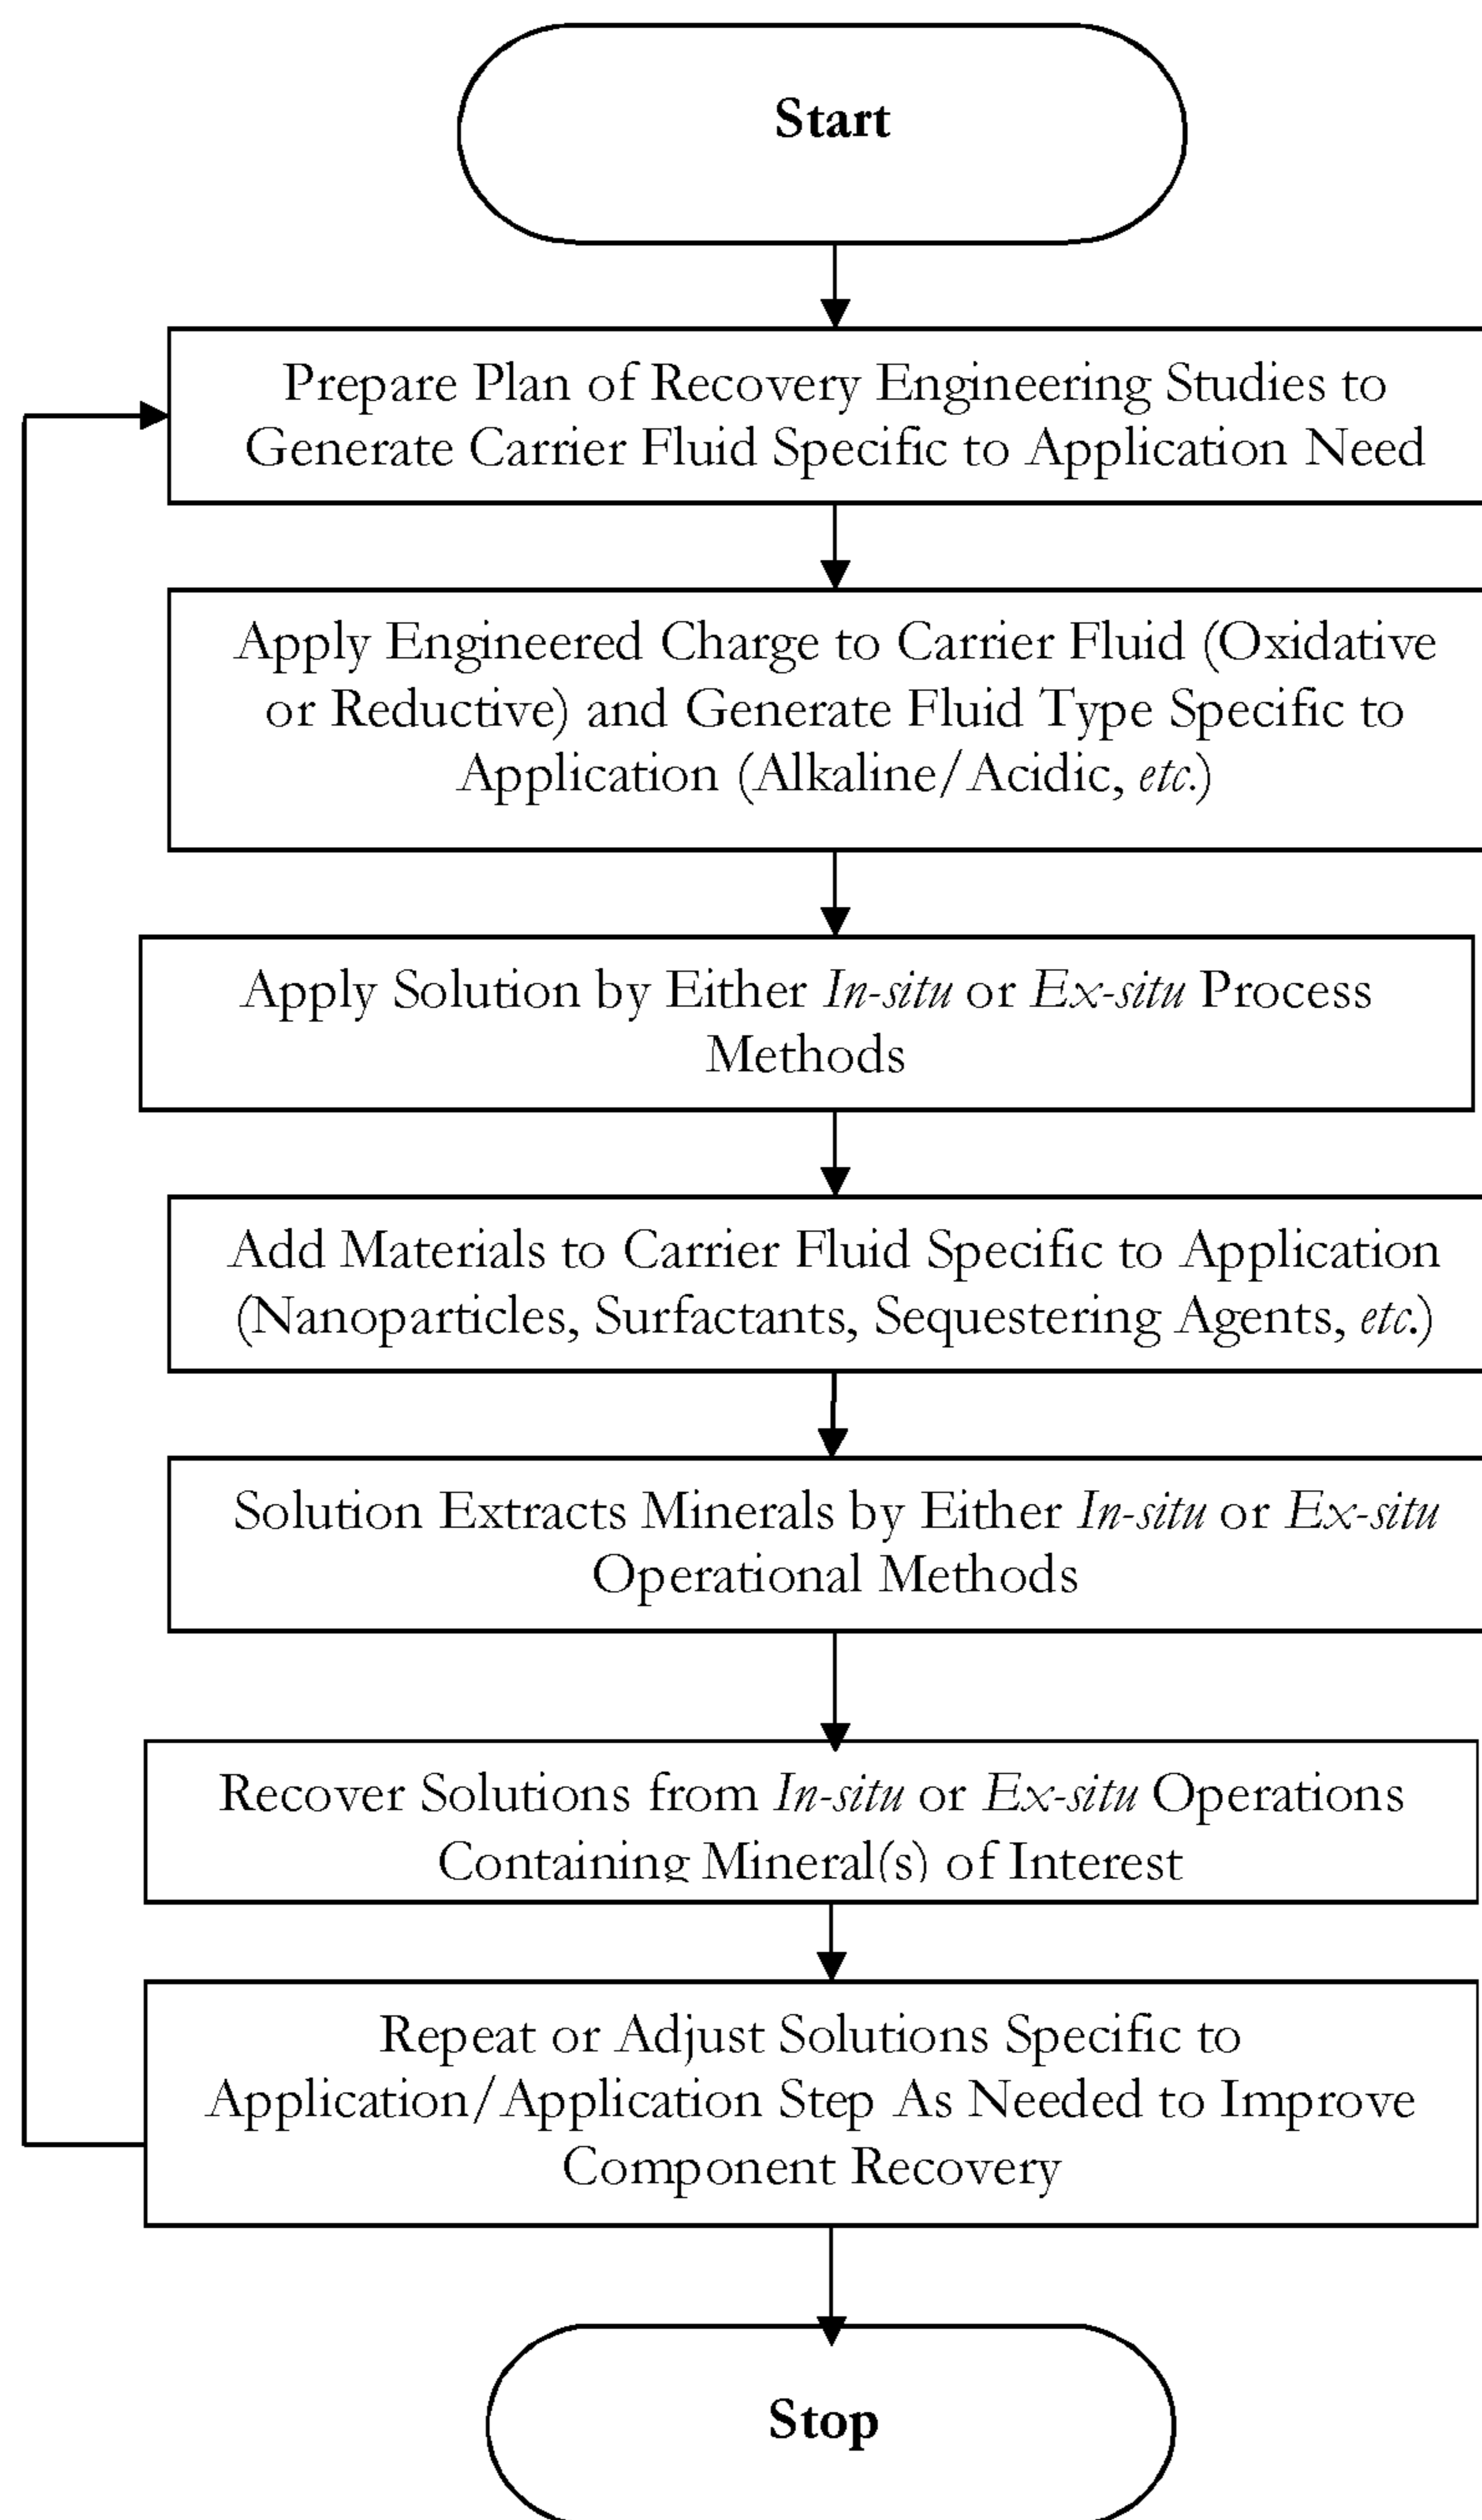 Start
Prepare Plan of Recovery Engineering Studies to
Generate Carrier Fluid Specific to Application Need
Apply Engineered Charge to Carrier Fluid (Oxidative
or Reductive) and Generate Fluid Type Specific to
Application (Alkaline/Acidic, etc.)
Apply Solution by Either In-situ or Ex-situ Process
Methods
Add Materials to Carrier Fluid Specific to Application
(Nanoparticles, Surfactants, Sequestering Agents, etc.)
Solution Extracts Minerals by Either In-situ or Ex-situ
Operational Methods
Recover Solutions from In-situ or Ex-situ Operations
Containing Mineral(s) of Interest
Repeat or Adjust Solutions Specific to
Application/Application Step As Needed to Improve
Component Recovery
Stop